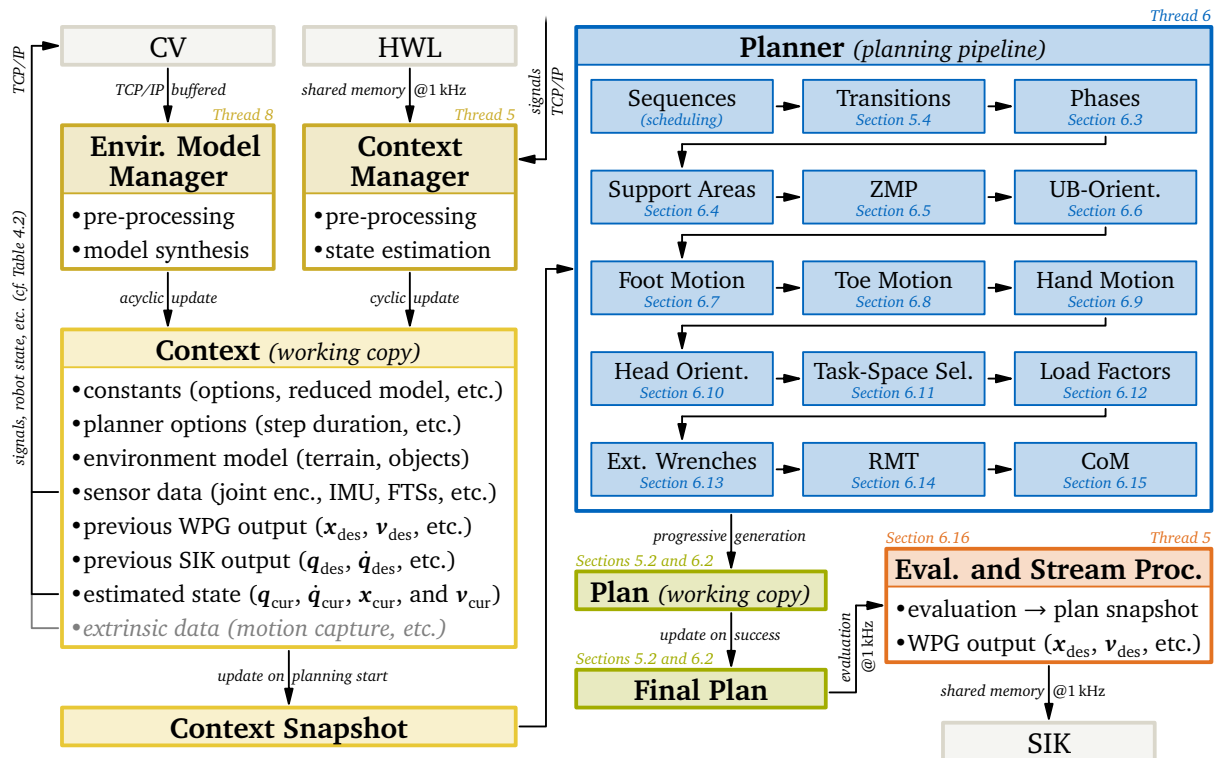 TCP/IP
CV
TCP/IP buffered
Thread 8
Envir. Model
Manager
•pre-processing
•model synthesis
acyclic update
HWL
shared memory @1 kHz
Thread 5
Context
Manager
•pre-processing
•state estimation
cyclic update
signals
TCP/IP
signals, robot state, etc. (cf. Table 4.2)
Context (working copy)
•constants (options, reduced model, etc.)
•planner options (step duration, etc.)
•environment model (terrain, objects)
•sensor data (joint enc., IMU, FTSs, etc.)
•previous WPG output (x_des, v_des, etc.)
•previous SIK output (q_des, q̇_des, etc.)
•estimated state (q_cur, q̇_cur, x_cur, and v_cur)
•extrinsic data (motion capture, etc.)
update on planning start
Context Snapshot
Thread 6
Planner (planning pipeline)
Sequences
(scheduling)
Transitions
Section 5.4
Phases
Section 6.3
Support Areas
Section 6.4
ZMP
Section 6.5
UB-Orient.
Section 6.6
Foot Motion
Section 6.7
Toe Motion
Section 6.8
Hand Motion
Section 6.9
Head Orient.
Section 6.10
Task-Space Sel.
Section 6.11
Load Factors
Section 6.12
Ext. Wrenches
Section 6.13
RMT
Section 6.14
CoM
Section 6.15
progressive generation
Sections 5.2 and 6.2
Plan (working copy)
update on success
Sections 5.2 and 6.2
Final Plan
evaluation
@1 kHz
Section 6.16
Thread 5
Eval. and Stream Proc.
•evaluation → plan snapshot
•WPG output (x_des, v_des, etc.)
shared memory @1 kHz
SIK